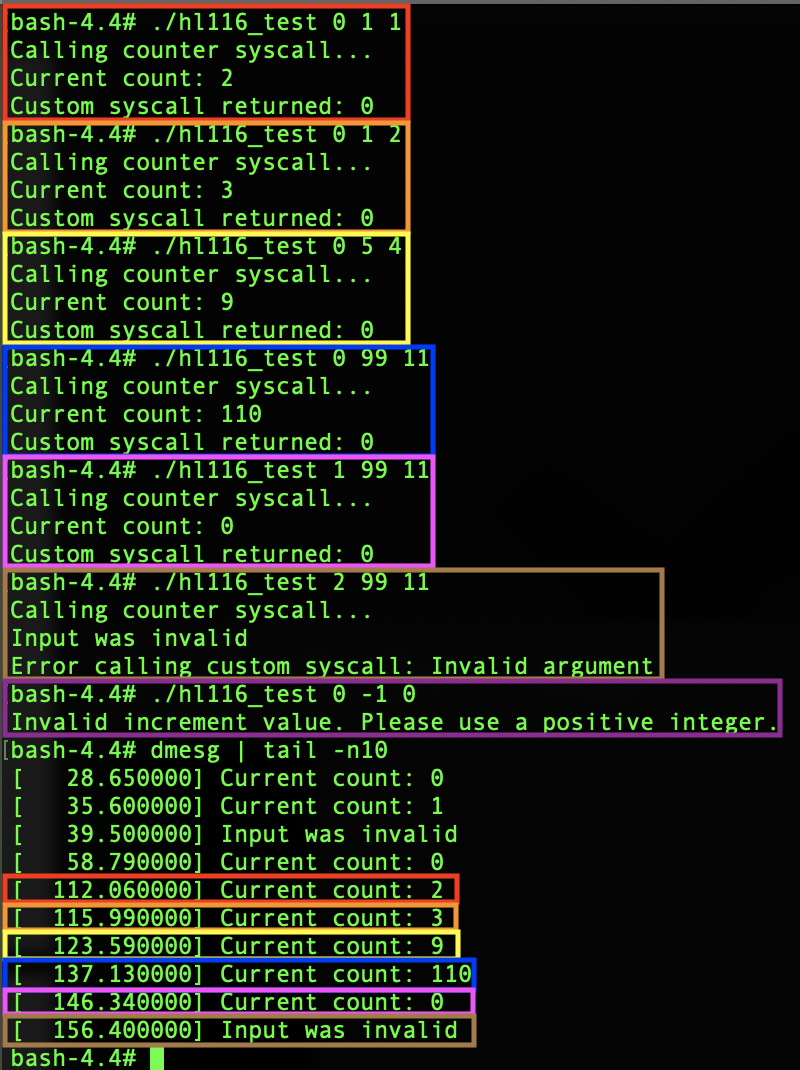 bash-4.4# ./hl116_test 0 1 1
Calling counter syscall...
Current count: 2
Custom syscall returned: 0
bash-4.4# ./hl116_test 0 1 2
Calling counter syscall...
Current count: 3
Custom syscall returned: 0
bash-4.4# ./hl116_test 0 5 4
Calling counter syscall...
Current count: 9
Custom syscall returned: 0
bash-4.4# ./hl116_test 0 99 11
Calling counter syscall...
Current count: 110
Custom syscall returned: 0
bash-4.4# ./hl116_test 1 99 11
Calling counter syscall...
Current count: 0
Custom syscall returned: 0
bash-4.4# ./hl116_test 2 99 11
Calling counter syscall...
Input was invalid
Error calling custom syscall: Invalid argument
bash-4.4# ./hl116_test 0 -1 0
Invalid increment value. Please use a positive integer.
[bash-4.4# dmesg | tail -n10
[   28.650000] Current count: 0
[   35.600000] Current count: 1
[   39.500000] Input was invalid
[   58.790000] Current count: 0
[  112.060000] Current count: 2
[  115.990000] Current count: 3
[  123.590000] Current count: 9
[  137.130000] Current count: 110
[  146.340000] Current count: 0
[  156.400000] Input was invalid
bash-4.4#